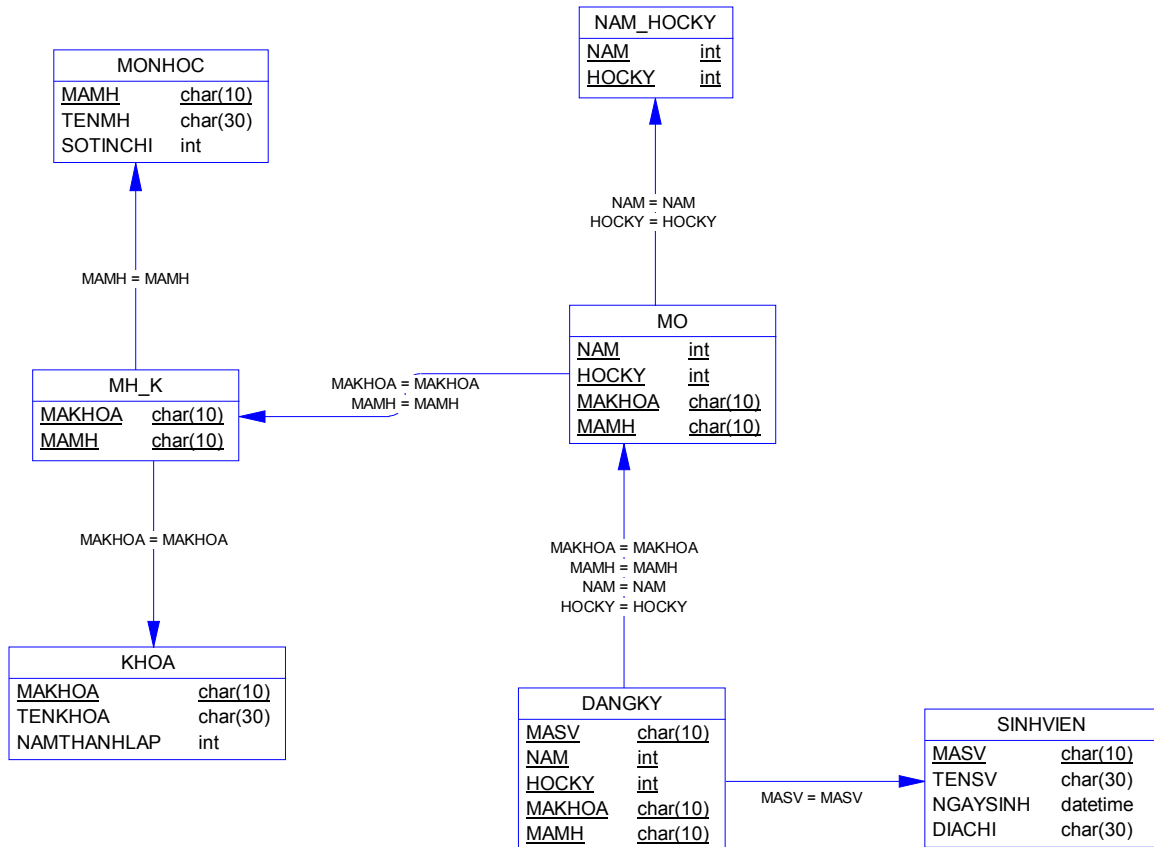 NAM_HOCKY
NAM int
HOCKY int
MONHOC
MAMH char(10)
TENMH char(30)
SOTINCHI int
NAM = NAM
HOCKY = HOCKY
MAMH = MAMH
MO
NAM int
HOCKY int
MAKHOA char(10)
MAMH char(10)
MH_K
MAKHOA char(10)
MAMH char(10)
MAKHOA = MAKHOA
MAMH = MAMH
MAKHOA = MAKHOA
MAKHOA = MAKHOA
MAMH = MAMH
NAM = NAM
HOCKY = HOCKY
KHOA
MAKHOA char(10)
TENKHOA char(30)
NAMTHANHLAP int
DANGKY
MASV char(10)
NAM int
HOCKY int
MAKHOA char(10)
MAMH char(10)
MASV = MASV
SINHVIEN
MASV char(10)
TENSV char(30)
NGAYSINH datetime
DIACHI char(30)